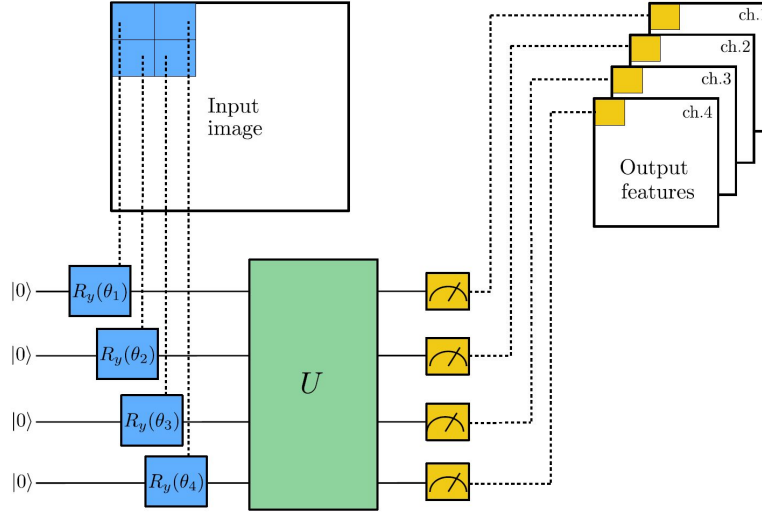 ch.1
ch.2
ch.3
ch.4
Input
image
Output
features
|0⟩ R_y(θ_1)
|0⟩ R_y(θ_2)
|0⟩ R_y(θ_3)
|0⟩ R_y(θ_4)
U